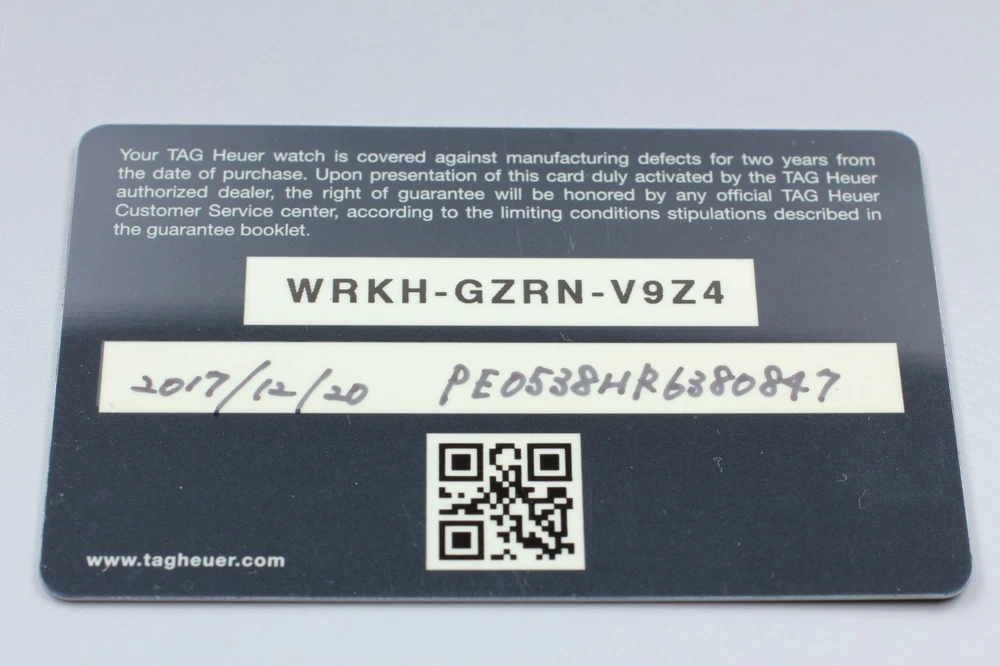 Your TAG Heuer watch is covered against manufacturing defects for two years from
the date of purchase. Upon presentation of this card duly activated by the TAG Heuer
authorized dealer, the right of guarantee will be honored by any official TAG Heuer
Customer Service center, according to the limiting conditions stipulations described in
the guarantee booklet.
WRKH-GZRN-V9Z4
2017/12/20 PE0538HR6380847
www.tagheuer.com